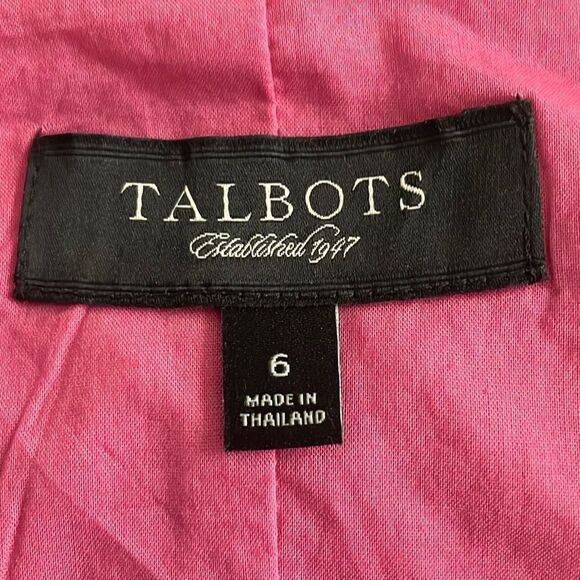 TALBOTS
Established 1947
6
MADE IN
THAILAND